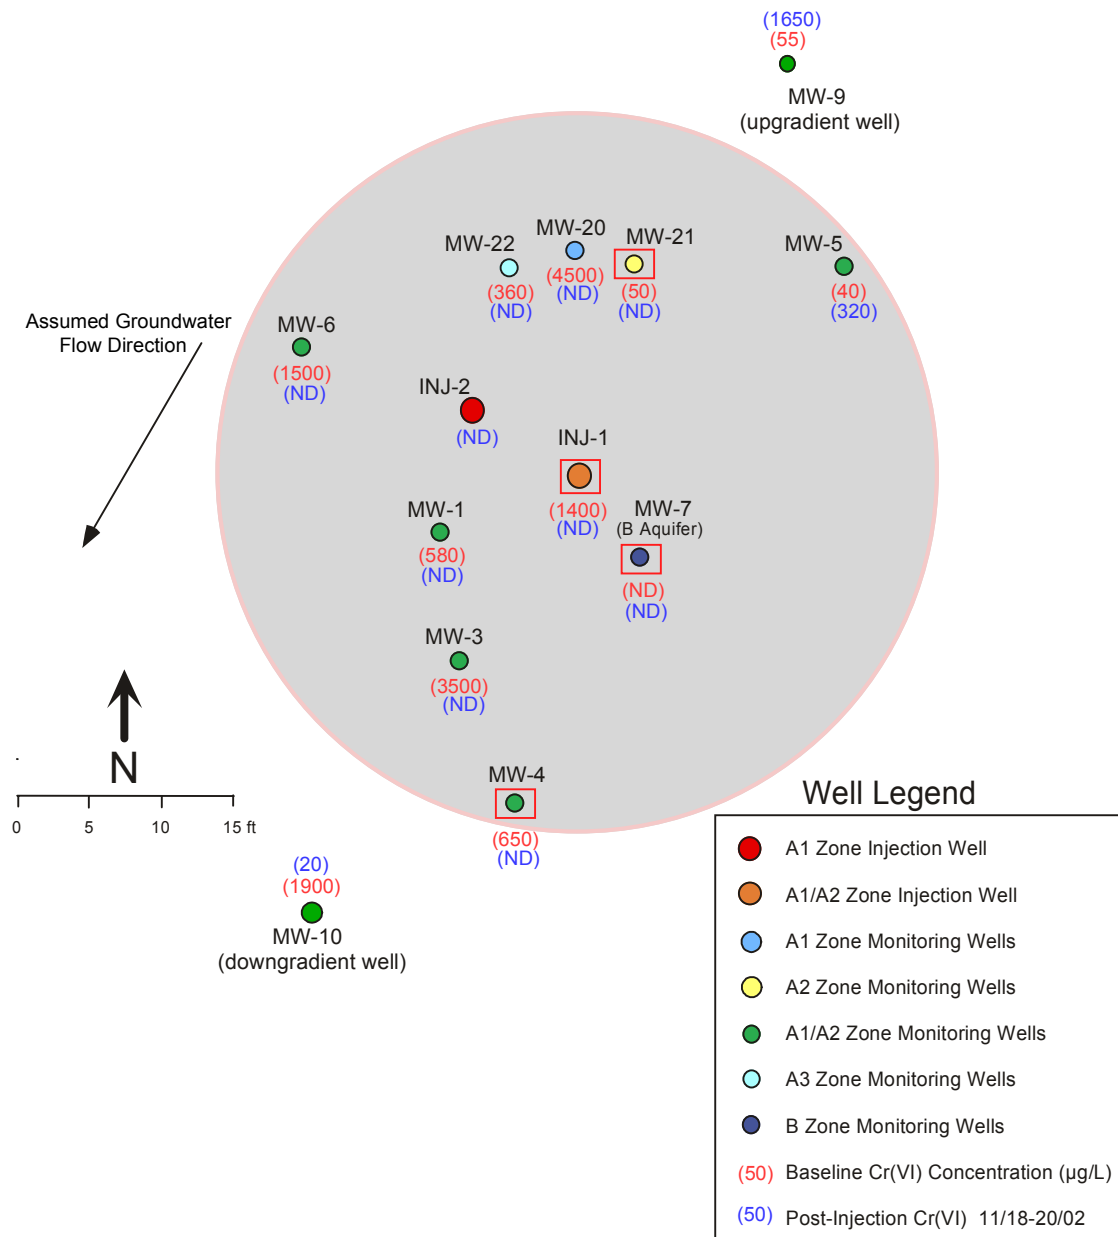 (1650)
(55)
MW-9
(upgradient well)
MW-20
MW-21
MW-22
MW-5
(4500)
(ND)
(360)
(ND)
(50)
(ND)
(40)
(320)
Assumed Groundwater
Flow Direction
MW-6
(1500)
(ND)
INJ-2
(ND)
INJ-1
(1400)
(ND)
MW-1
(580)
(ND)
MW-7
(B Aquifer)
(ND)
(ND)
MW-3
(3500)
(ND)
N
0 5 10 15 ft
MW-4
(650)
(ND)
(20)
(1900)
MW-10
(downgradient well)
Well Legend
A1 Zone Injection Well
A1/A2 Zone Injection Well
A1 Zone Monitoring Wells
A2 Zone Monitoring Wells
A1/A2 Zone Monitoring Wells
A3 Zone Monitoring Wells
B Zone Monitoring Wells
(50) Baseline Cr(VI) Concentration (µg/L)
(50) Post-Injection Cr(VI) 11/18-20/02